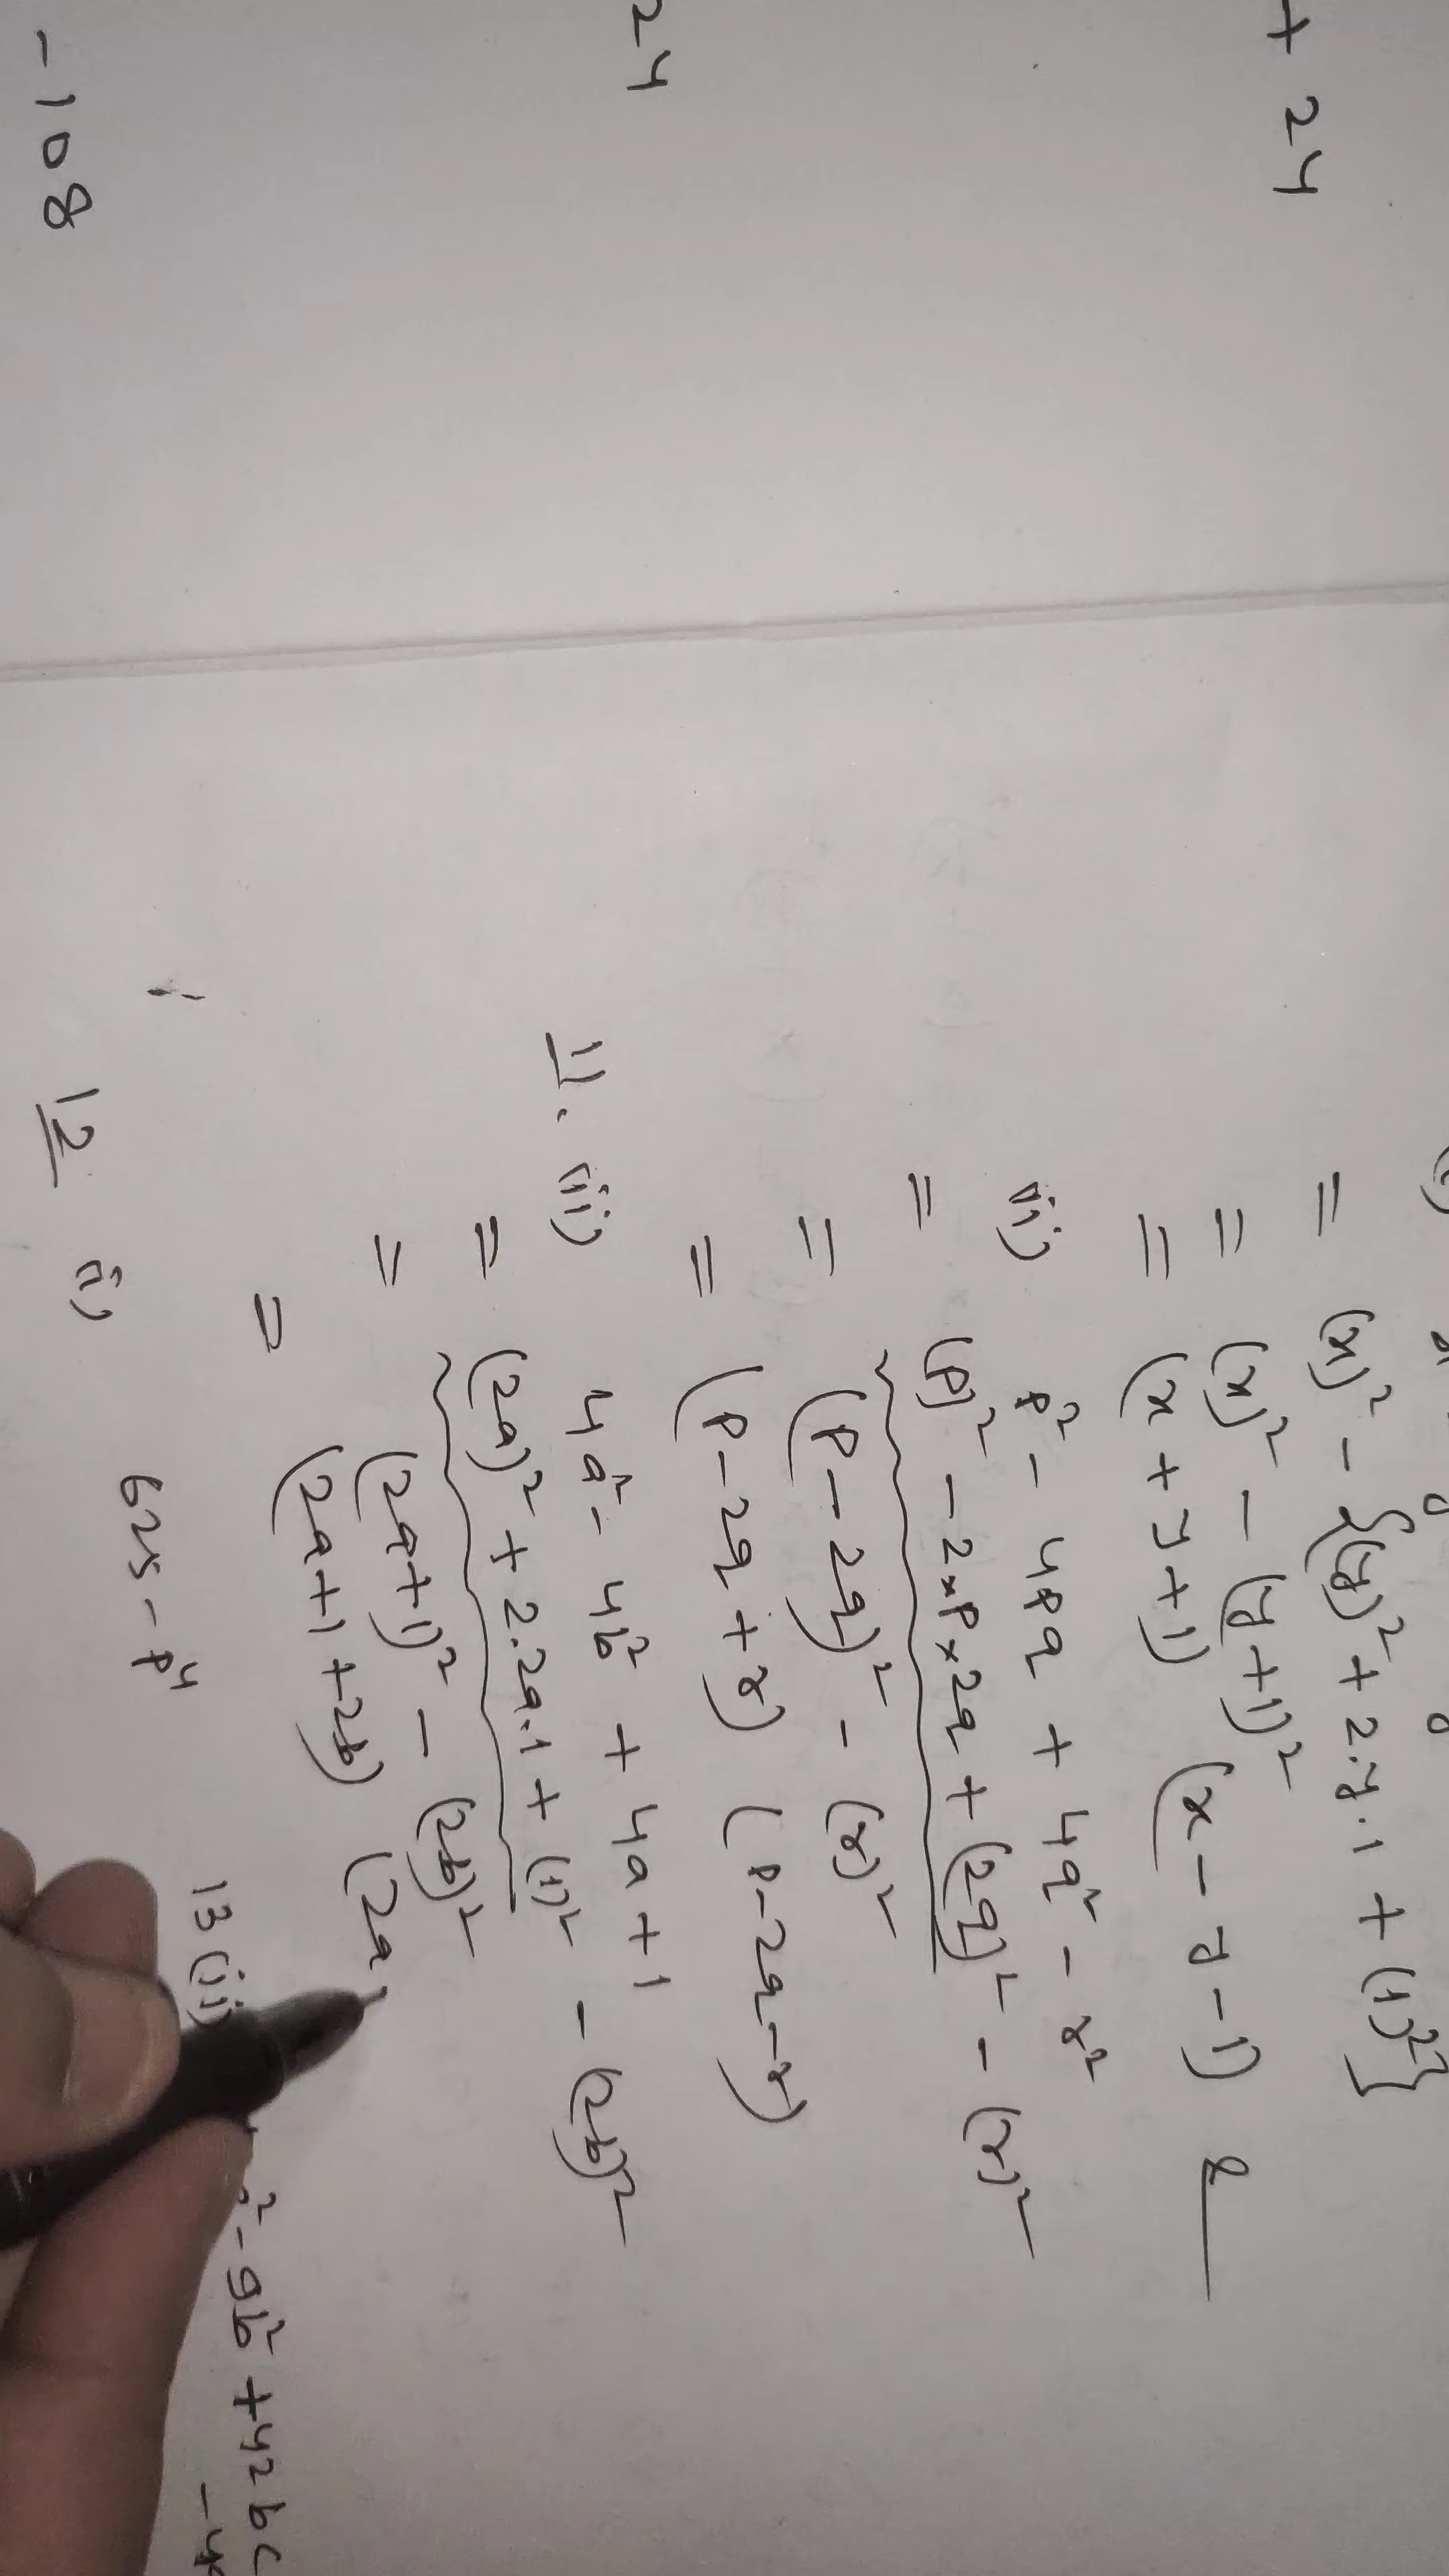 + 24
24
- 108
= (x)² - {(y)² + 2.y.1 + (1)²}
= (x)² - (y+1)²
= (x + y + 1) (x - y - 1)
ii) p² - 4pq + 4q² - r²
= (p)² - 2×p×2q + (2q)² - (r)²
= (p - 2q)² - (r)²
= (p - 2q + r) (p - 2q - r)
11. ii) 4a² - 4b² + 4a + 1
= (2a)² + 2.2a.1 + (1)² - (2b)²
= (2a+1)² - (2b)²
= (2a+1+2b) (2a
12 ii) 625 - p⁴
13 (ii) ² - 9b² + 42bc